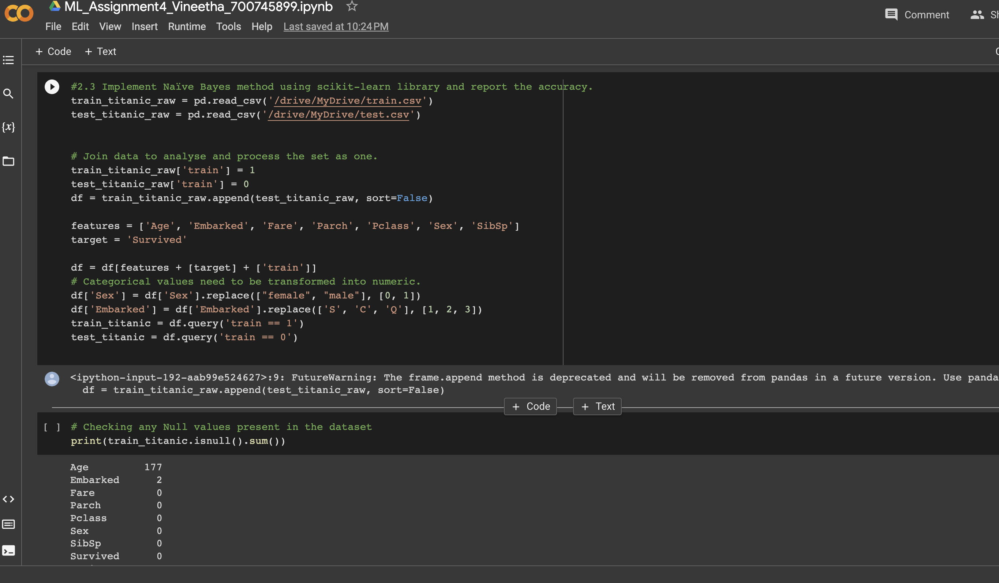 ML_Assignment4_Vineetha_700745899.ipynb
File Edit View Insert Runtime Tools Help Last saved at 10:24 PM
Comment
+ Code + Text
{x}
#2.3 Implement Naïve Bayes method using scikit-learn library and report the accuracy.
train_titanic_raw = pd.read_csv('/drive/MyDrive/train.csv')
test_titanic_raw = pd.read_csv('/drive/MyDrive/test.csv')
# Join data to analyse and process the set as one.
train_titanic_raw['train'] = 1
test_titanic_raw['train'] = 0
df = train_titanic_raw.append(test_titanic_raw, sort=False)
features = ['Age', 'Embarked', 'Fare', 'Parch', 'Pclass', 'Sex', 'SibSp']
target = 'Survived'
df = df[features + [target] + ['train']]
# Categorical values need to be transformed into numeric.
df['Sex'] = df['Sex'].replace(["female", "male"], [0, 1])
df['Embarked'] = df['Embarked'].replace(['S', 'C', 'Q'], [1, 2, 3])
train_titanic = df.query('train == 1')
test_titanic = df.query('train == 0')
<ipython-input-192-aab99e524627>:9: FutureWarning: The frame.append method is deprecated and will be removed from pandas in a future version. Use panda
df = train_titanic_raw.append(test_titanic_raw, sort=False)
+ Code + Text
[ ] # Checking any Null values present in the dataset
print(train_titanic.isnull().sum())
Age 177
Embarked 2
Fare 0
Parch 0
Pclass 0
Sex 0
SibSp 0
Survived 0